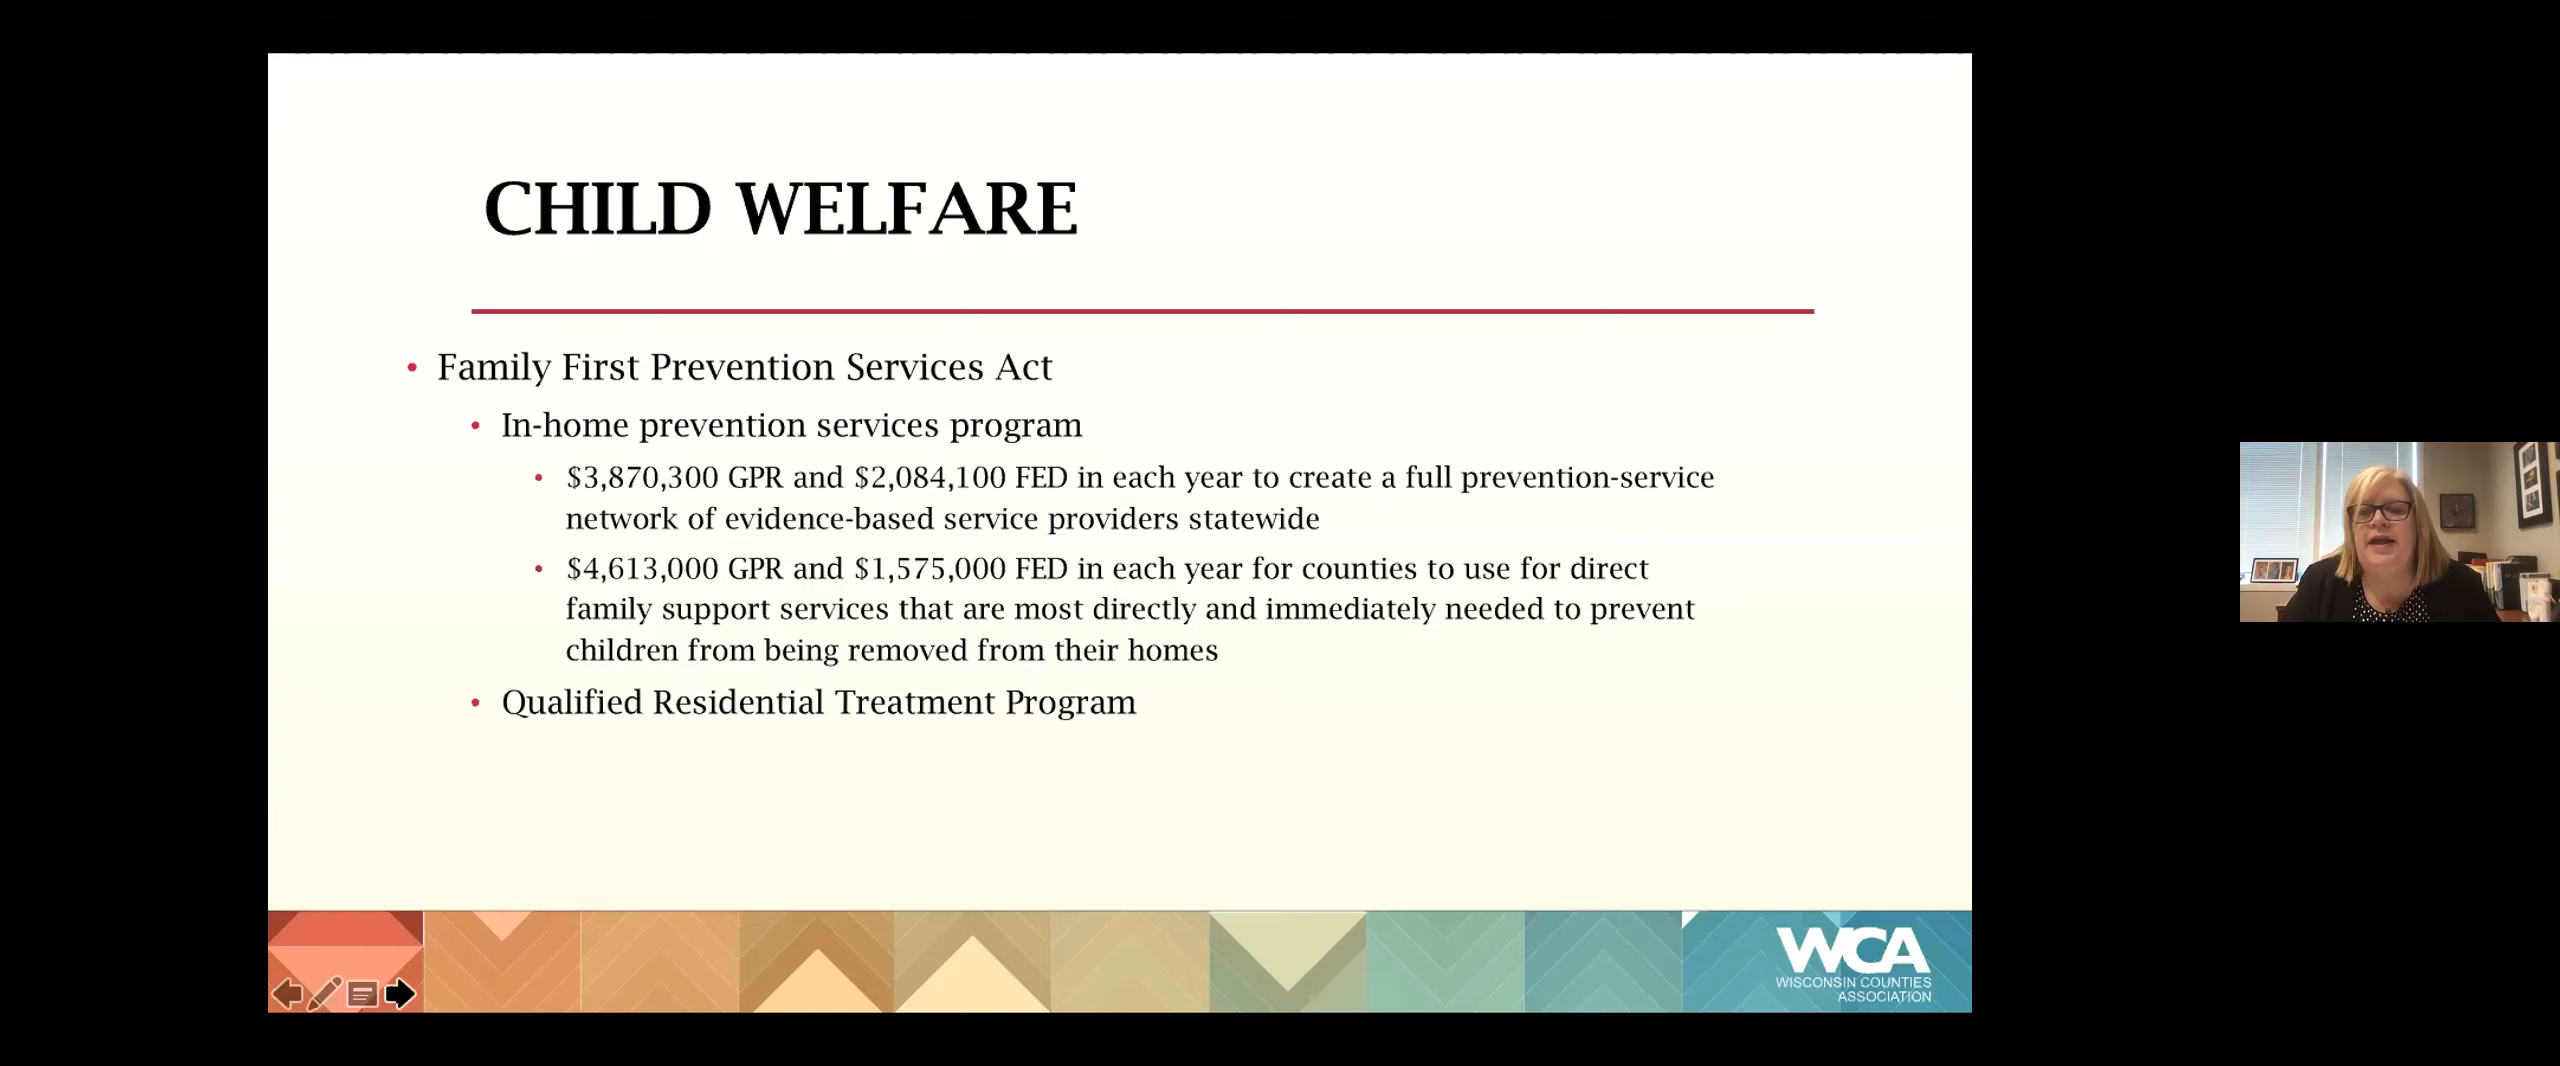 CHILD WELFARE
• Family First Prevention Services Act
• In-home prevention services program
• $3,870,300 GPR and $2,084,100 FED in each year to create a full prevention-service
network of evidence-based service providers statewide
• $4,613,000 GPR and $1,575,000 FED in each year for counties to use for direct
family support services that are most directly and immediately needed to prevent
children from being removed from their homes
• Qualified Residential Treatment Program
WCA
WISCONSIN COUNTIES
ASSOCIATION